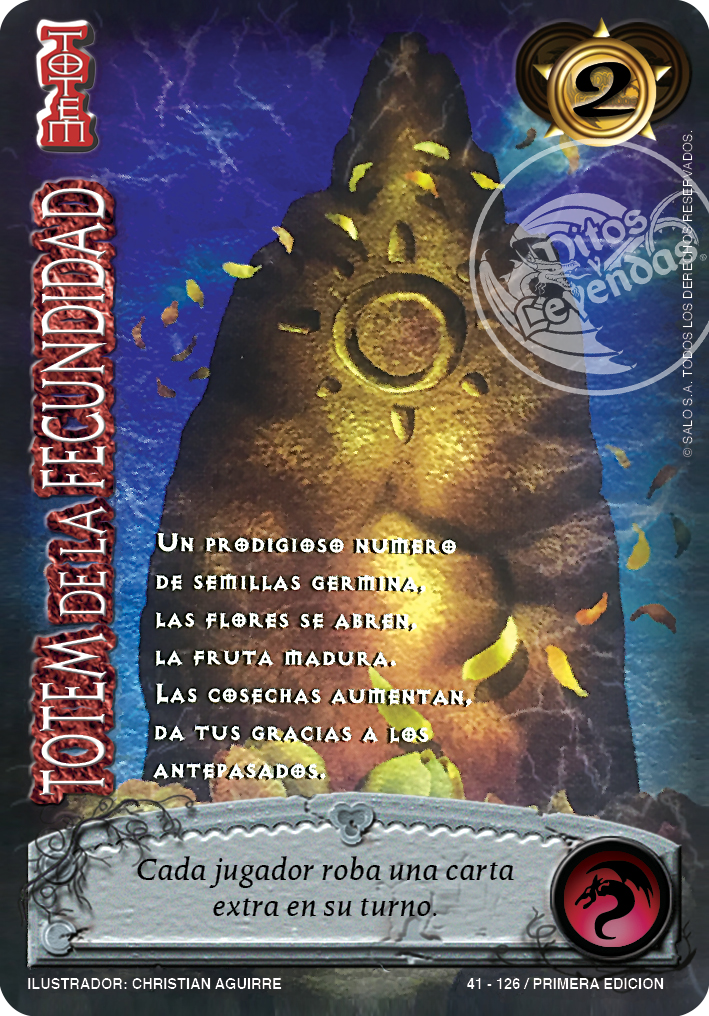 TOTEM
2
TOTEM DE LA FECUNDIDAD
Mitos
y
Leyendas
®
© SALO S.A. TODOS LOS DERECHOS RESERVADOS.
UN PRODIGIOSO NUMERO
DE SEMILLAS GERMINA,
LAS FLORES SE ABREN,
LA FRUTA MADURA.
LAS COSECHAS AUMENTAN,
DA TUS GRACIAS A LOS
ANTEPASADOS.
Cada jugador roba una carta
extra en su turno.
ILUSTRADOR: CHRISTIAN AGUIRRE
41 - 126 / PRIMERA EDICION